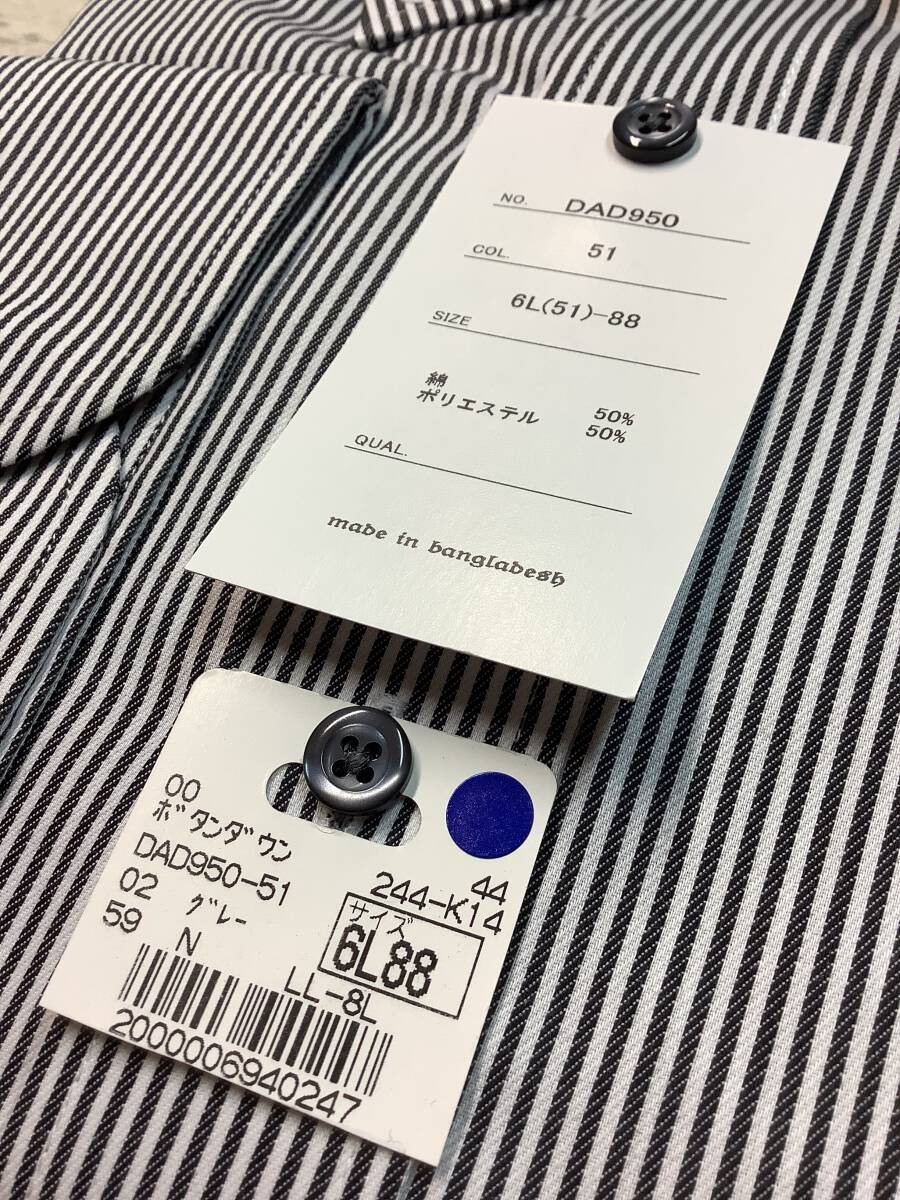 NO. DAD950
COL. 51
SIZE 6L(51)-88
綿 50%
ポリエステル 50%
QUAL.
made in bangladesh
00
ﾎﾞﾀﾝﾀﾞｳﾝ
44
DAD950-51
244-K14
02 ｸﾞﾚｰ
サイズ
59 N
6L88
LL-8L
2000006940247